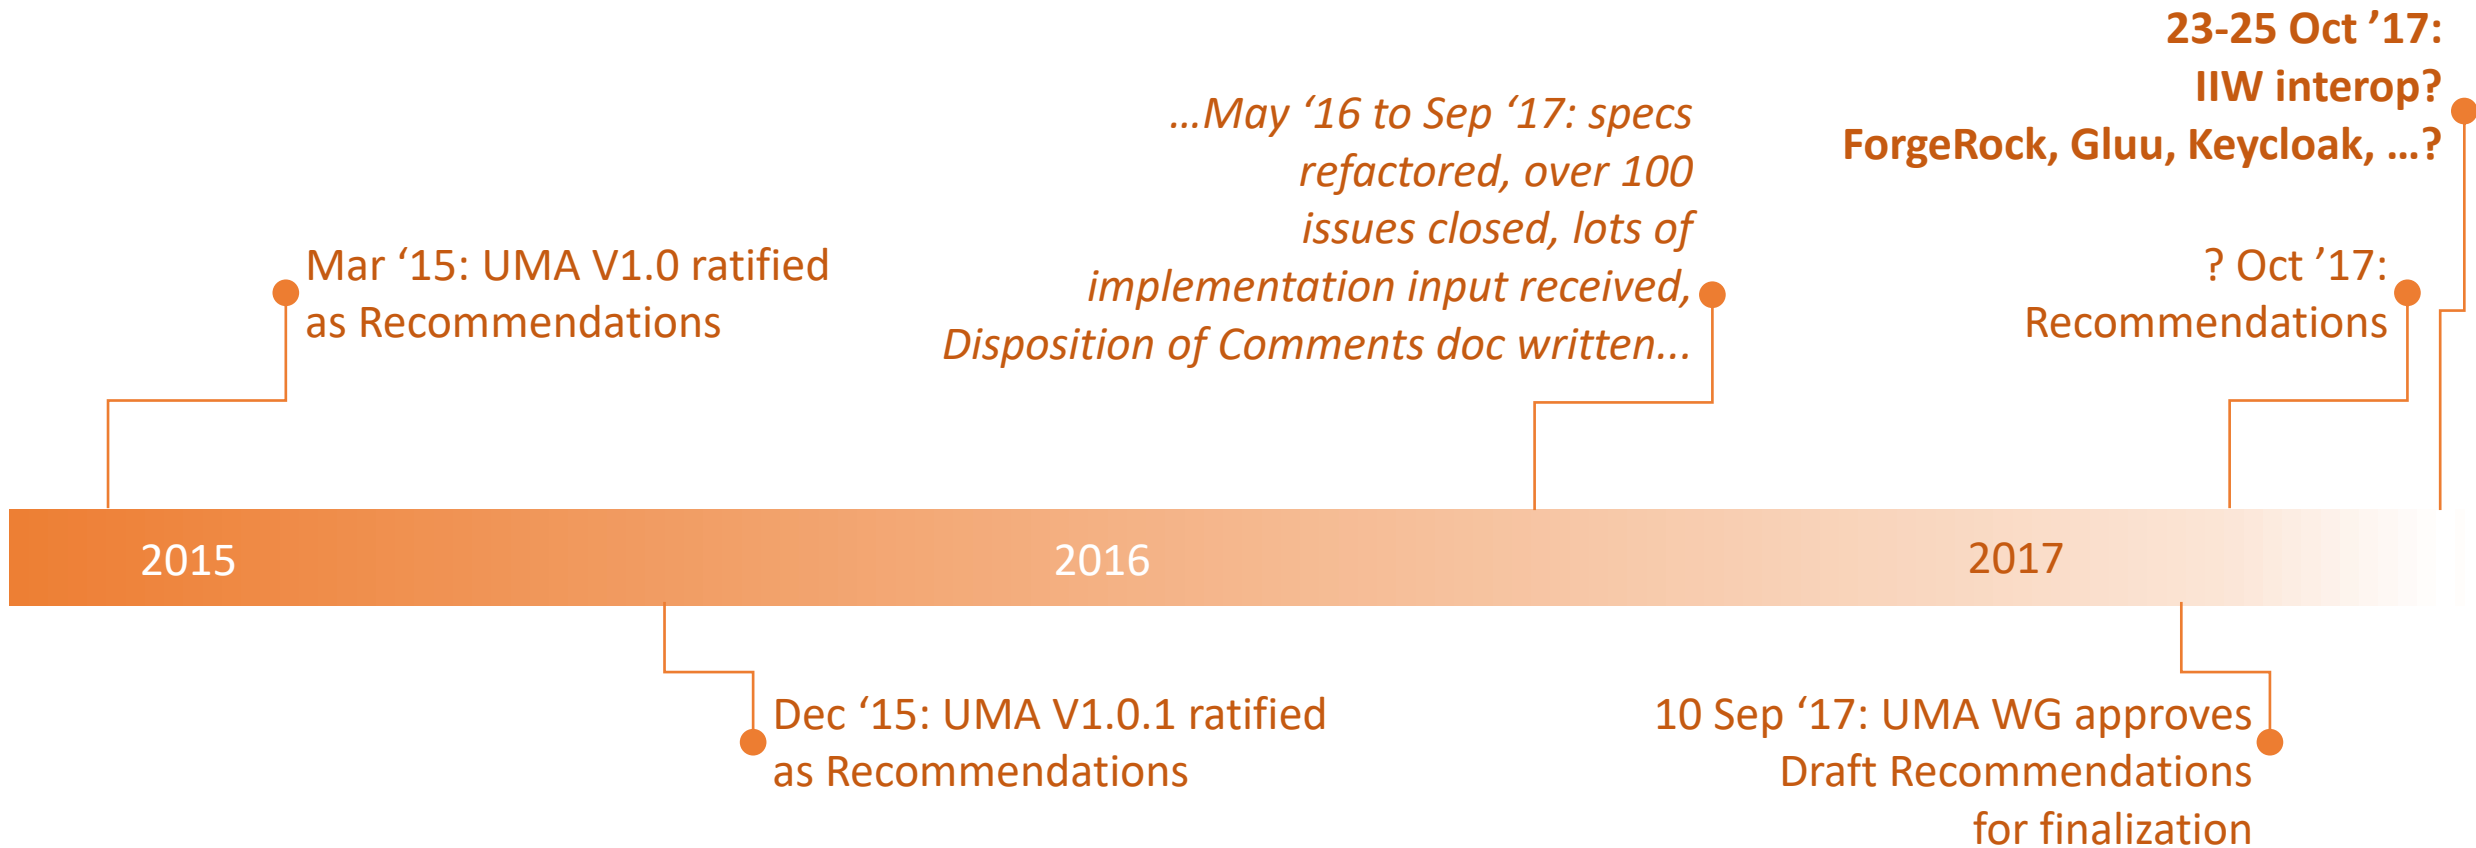 23-25 Oct ’17:
IIW interop?
ForgeRock, Gluu, Keycloak, …?
…May ‘16 to Sep ‘17: specs
refactored, over 100
issues closed, lots of
implementation input received,
Disposition of Comments doc written...
Mar ‘15: UMA V1.0 ratified
as Recommendations
? Oct ’17:
Recommendations
2015
2016
2017
Dec ‘15: UMA V1.0.1 ratified
as Recommendations
10 Sep ‘17: UMA WG approves
Draft Recommendations
for finalization